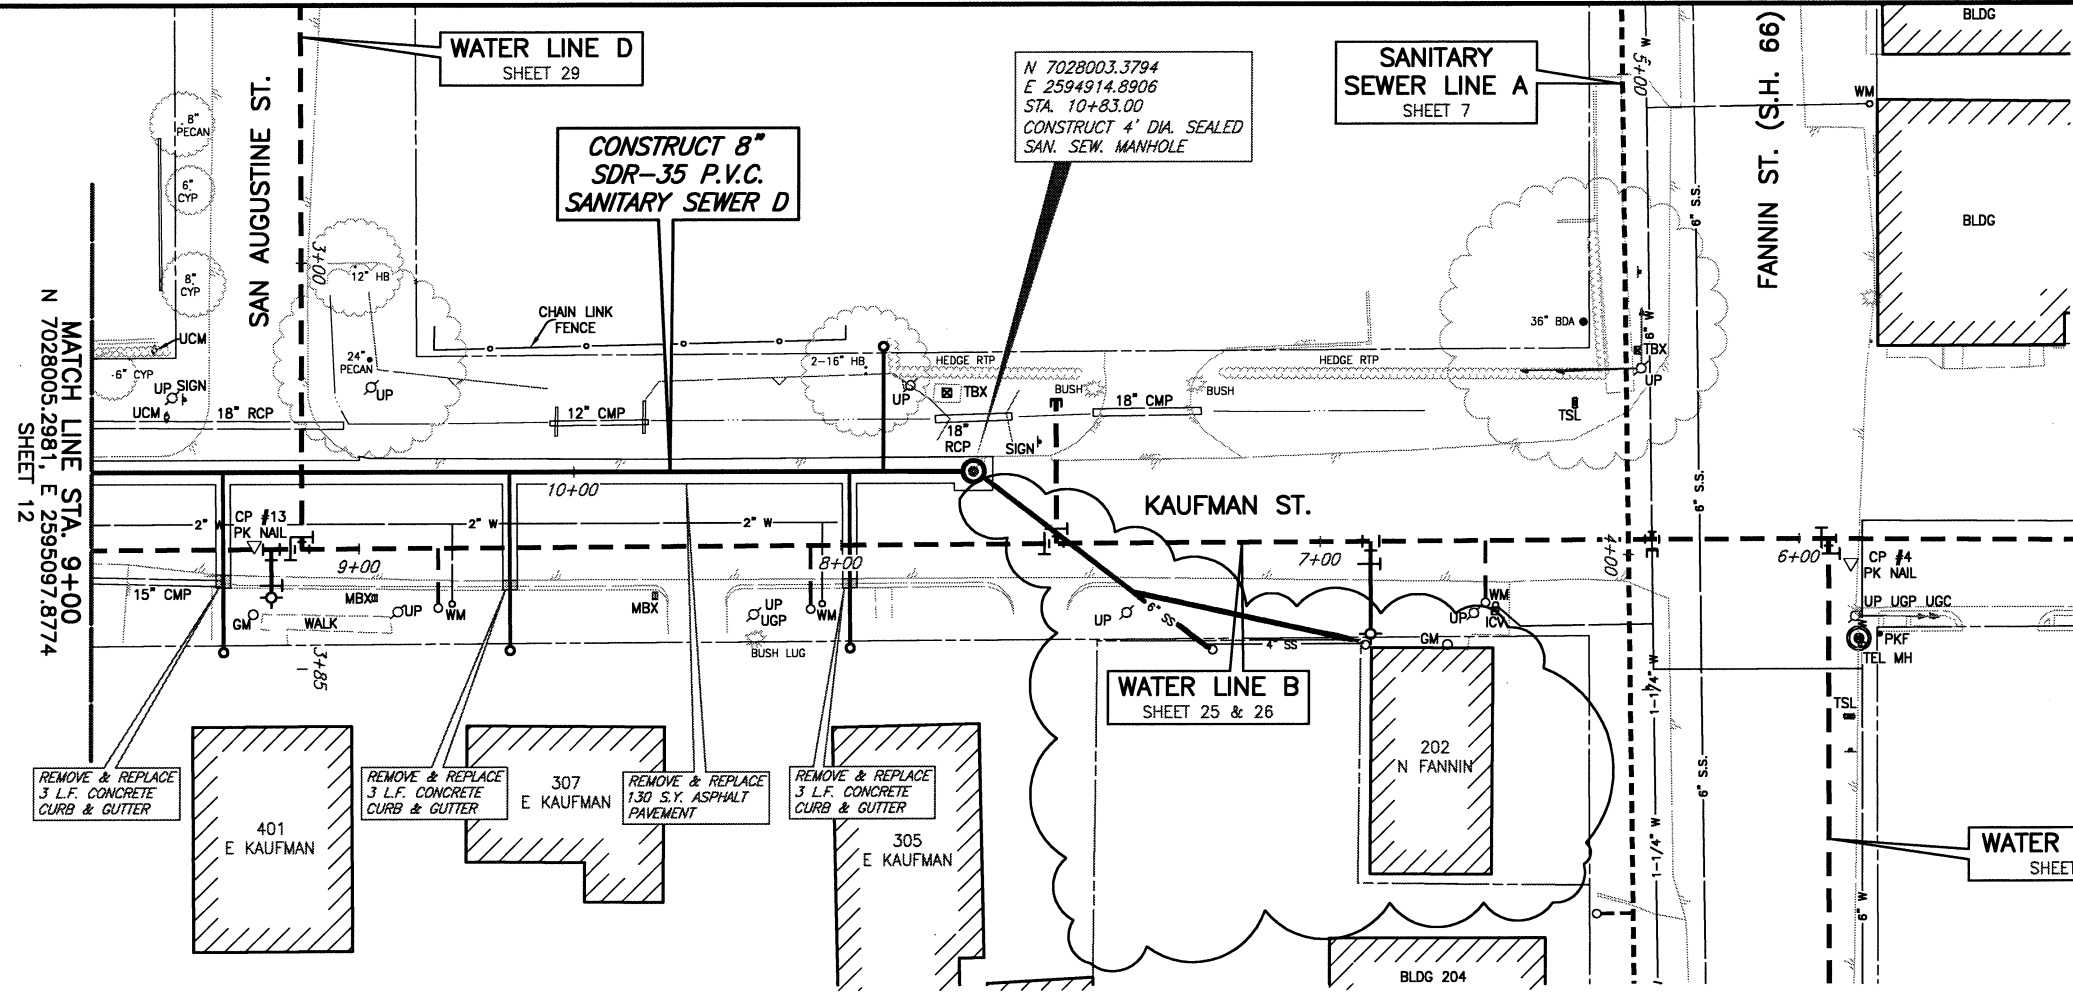 WATER LINE D
SHEET 29
N 7028003.3794
E 2594914.8906
STA. 10+83.00
CONSTRUCT 4' DIA. SEALED
SAN. SEW. MANHOLE
SANITARY
SEWER LINE A
SHEET 7
5+00
W
FANNIN ST. (S.H. 66)
BLDG
WM
BLDG
8"
PECAN
6"
CYP
8"
CYP
SAN AUGUSTINE ST.
3+00
12" HB
CONSTRUCT 8"
SDR-35 P.V.C.
SANITARY SEWER D
6" S.S.
6" S.S.
CHAIN LINK
FENCE
36" BDA
6" W
TBX
UP
UCM
6" CYP
UP
SIGN
UCM
18" RCP
24"
PECAN
UP
12" CMP
2-16" HB
UP
TBX
HEDGE RTP
BUSH
BUSH
HEDGE RTP
18" CMP
TSL
18"
RCP
SIGN
MATCH LINE STA. 9+00
N 7028005.2981, E 2595097.8774
SHEET 12
10+00
KAUFMAN ST.
2" W
CP #13
PK NAIL
2" W
2" W
9+00
8+00
7+00
4+00
6+00
CP #4
PK NAIL
15" CMP
MBX
GM
WALK
UP
WM
MBX
UP
UGP
WM
BUSH LUG
3+85
UP
6" SS
4" SS
WM
UP
ICV
GM
UP UGP UGC
PKF
TEL MH
WATER LINE B
SHEET 25 & 26
1-1/4" W
TSL
6" S.S.
REMOVE & REPLACE
3 L.F. CONCRETE
CURB & GUTTER
401
E KAUFMAN
REMOVE & REPLACE
3 L.F. CONCRETE
CURB & GUTTER
307
E KAUFMAN
REMOVE & REPLACE
130 S.Y. ASPHALT
PAVEMENT
REMOVE & REPLACE
3 L.F. CONCRETE
CURB & GUTTER
305
E KAUFMAN
202
N FANNIN
1-1/4" W
WATER
SHEET
6" W
BLDG 204